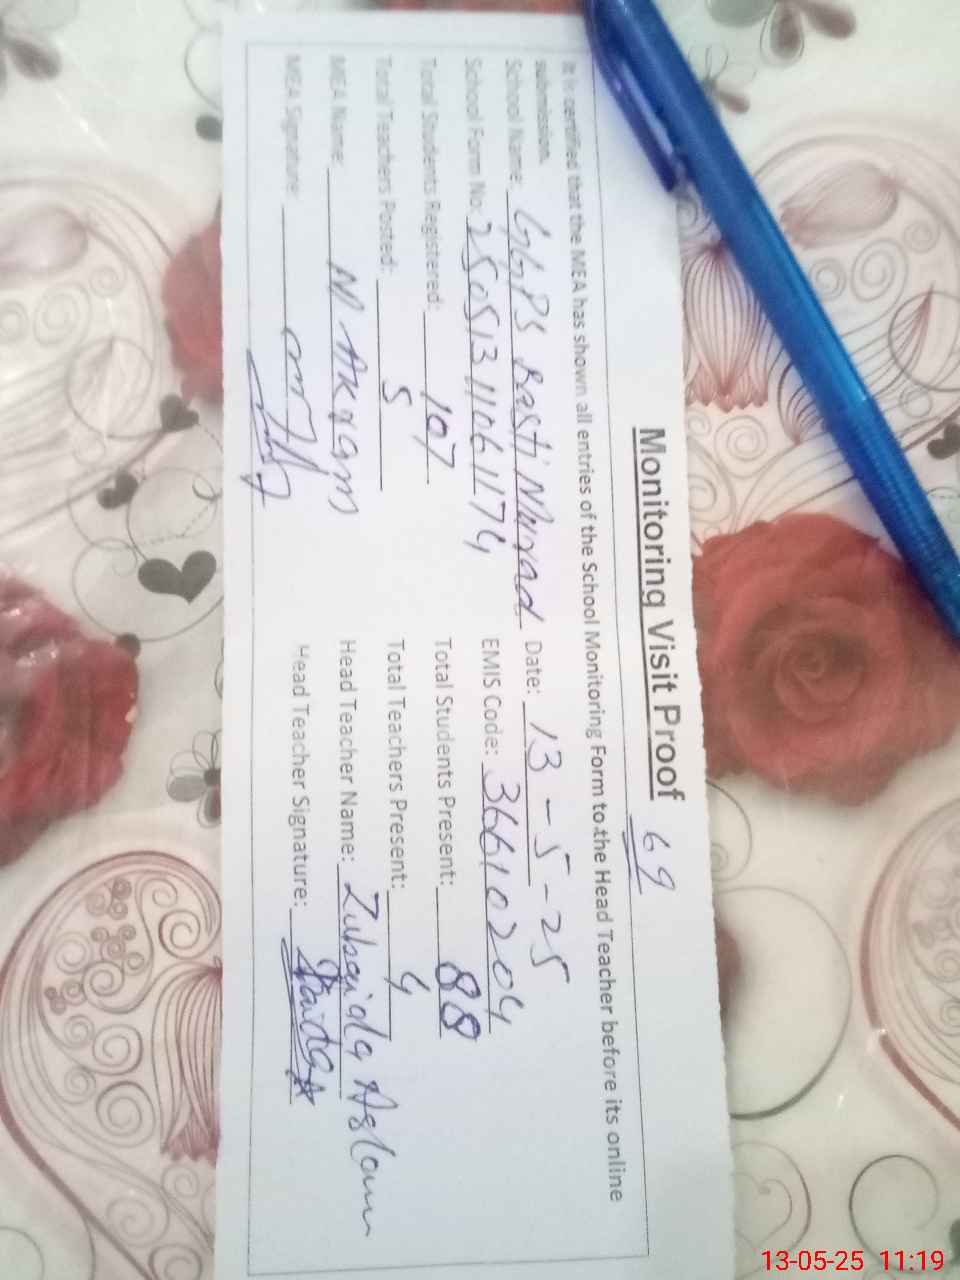 Monitoring Visit Proof 69
It is certified that the MEA has shown all entries of the School Monitoring Form to the Head Teacher before its online
submission.
School Name: GGPS Basti Murad Date: 13-5-25
School Form No: 25051311061174 EMIS Code: 36610204
Total Students Registered: 107 Total Students Present: 88
Total Teachers Posted: 5 Total Teachers Present: 4
MEA Name: M Akram Head Teacher Name: Zubaida Aslam
MEA Signature: Head Teacher Signature:
13-05-25 11:19